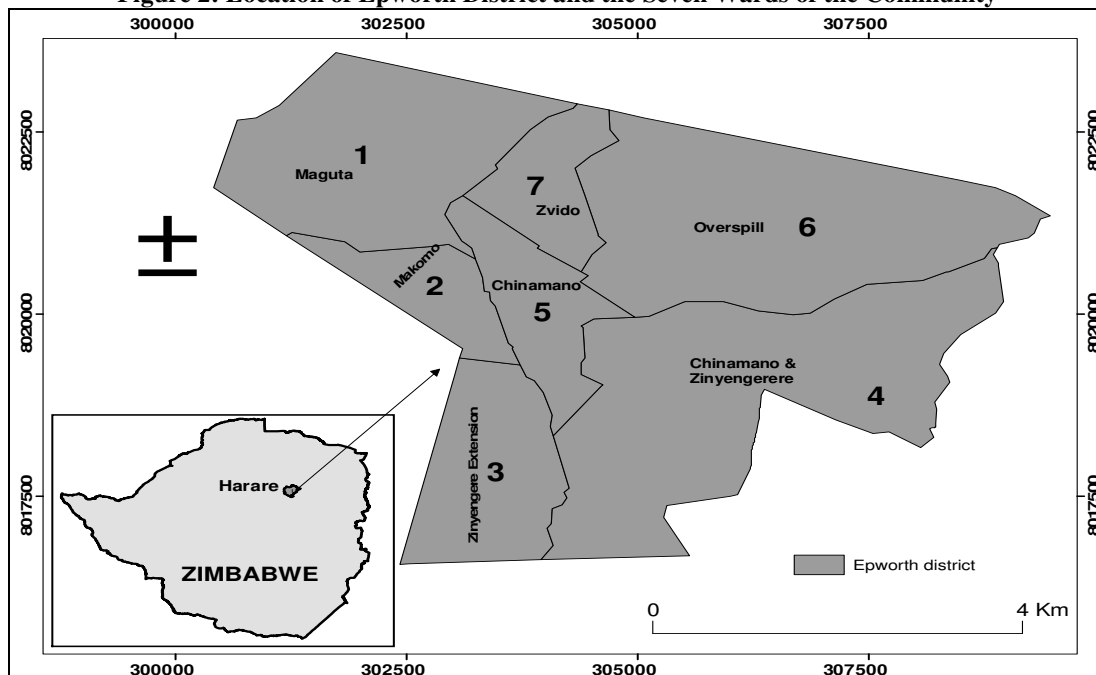 Figure 2: Location of Epworth District and the Seven Wards of the Community
300000 302500 305000 307500
8022500 8022500
1
Maguta
7
Zvido
Overspill 6
Makomo
2
Chinamano
5
8020000 8020000
Chinamano &
Zinyengerere
4
Zinyengere Extension
3
Harare
8017500 8017500
ZIMBABWE
Epworth district
0 4 Km
300000 302500 305000 307500